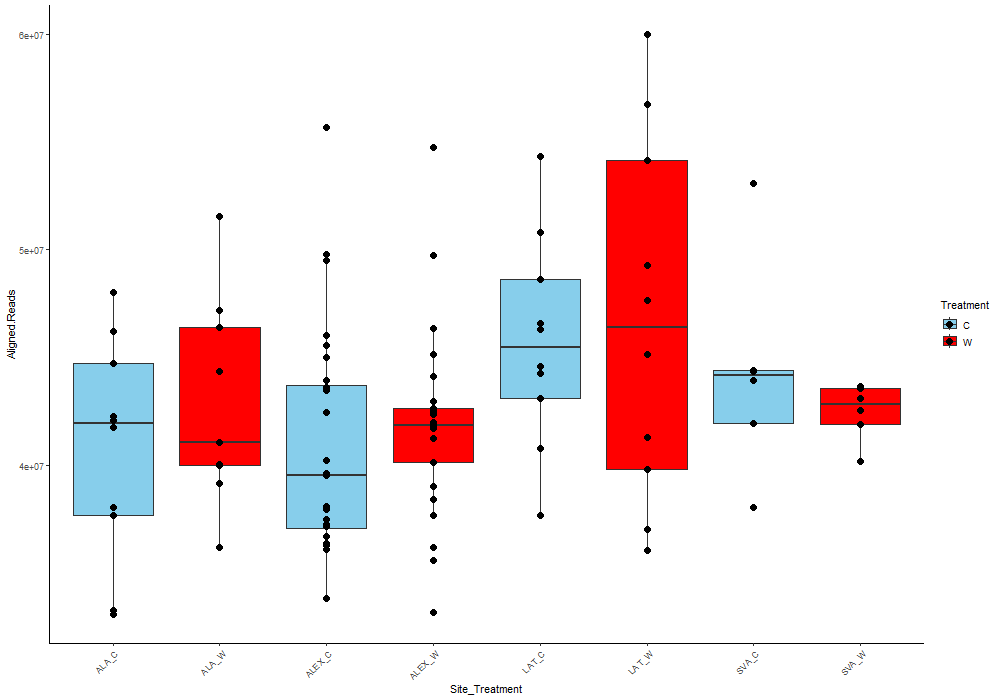 6e+07
5e+07
4e+07
Aligned.Reads
ALA_C
ALA_W
ALEX_C
ALEX_W
LAT_C
LAT_W
SVA_C
SVA_W
Site_Treatment
Treatment
C
W